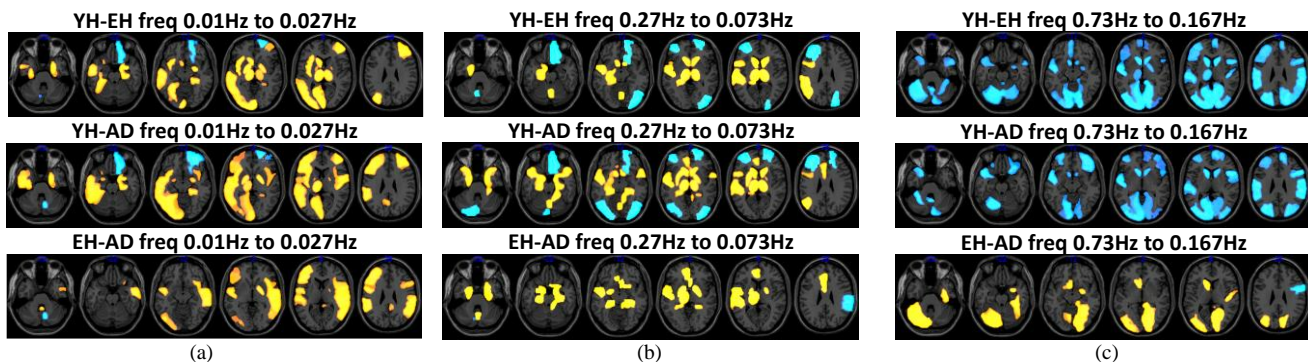 YH-EH freq 0.01Hz to 0.027Hz
YH-AD freq 0.01Hz to 0.027Hz
EH-AD freq 0.01Hz to 0.027Hz
(a)
YH-EH freq 0.27Hz to 0.073Hz
YH-AD freq 0.27Hz to 0.073Hz
EH-AD freq 0.27Hz to 0.073Hz
(b)
YH-EH freq 0.73Hz to 0.167Hz
YH-AD freq 0.73Hz to 0.167Hz
EH-AD freq 0.73Hz to 0.167Hz
(c)